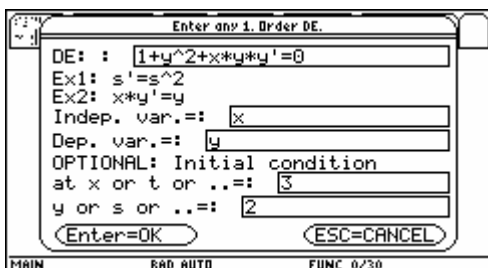 Enter any 1. Order DE.
DE: : 1+y^2+x*y*y'=0
Ex1: s'=s^2
Ex2: x*y'=y
Indep. var.=: x
Dep. var.=: y
OPTIONAL: Initial condition
at x or t or ..=: 3
y or s or ..=: 2
Enter=OK ESC=CANCEL
MAIN RAD AUTO FUNC 0/30